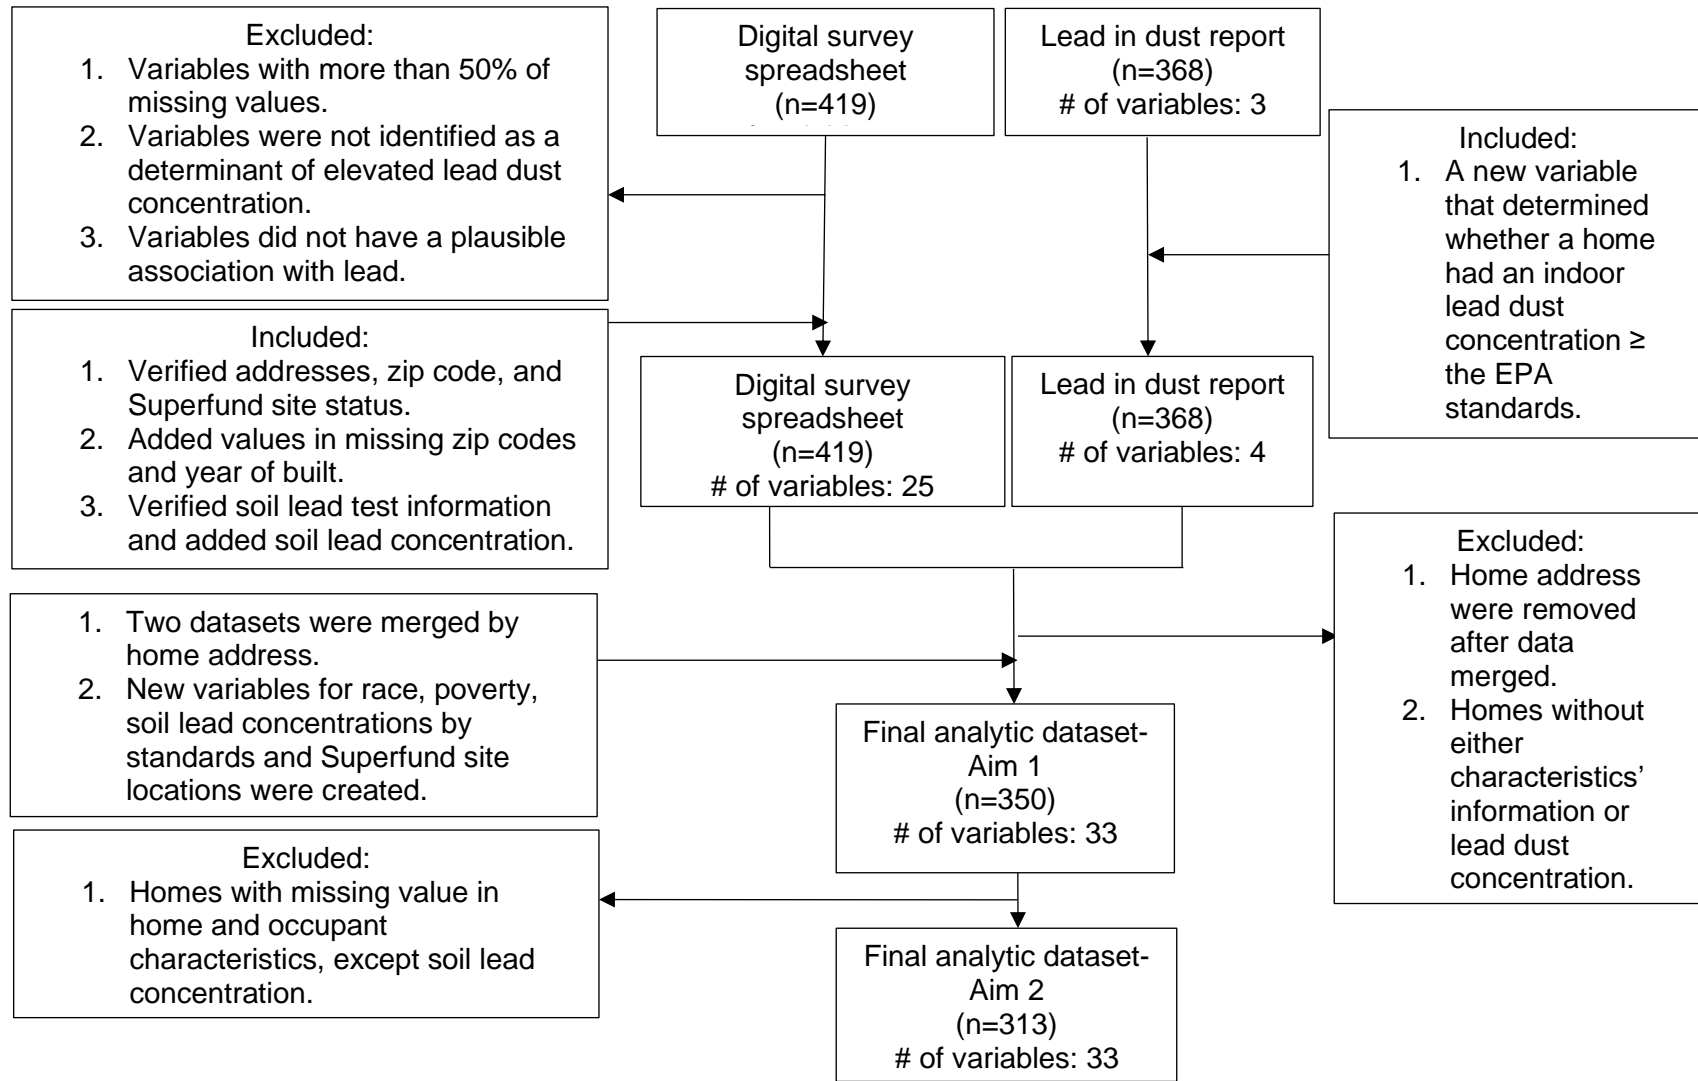 Excluded:
1. Variables with more than 50% of
missing values.
2. Variables were not identified as a
determinant of elevated lead dust
concentration.
3. Variables did not have a plausible
association with lead.
Digital survey
spreadsheet
(n=419)
Lead in dust report
(n=368)
# of variables: 3
Included:
1. A new variable
that determined
whether a home
had an indoor
lead dust
concentration ≥
the EPA
standards.
Included:
1. Verified addresses, zip code, and
Superfund site status.
2. Added values in missing zip codes
and year of built.
3. Verified soil lead test information
and added soil lead concentration.
Digital survey
spreadsheet
(n=419)
# of variables: 25
Lead in dust report
(n=368)
# of variables: 4
Excluded:
1. Home address
were removed
after data
merged.
2. Homes without
either
characteristics’
information or
lead dust
concentration.
1. Two datasets were merged by
home address.
2. New variables for race, poverty,
soil lead concentrations by
standards and Superfund site
locations were created.
Final analytic dataset-
Aim 1
(n=350)
# of variables: 33
Excluded:
1. Homes with missing value in
home and occupant
characteristics, except soil lead
concentration.
Final analytic dataset-
Aim 2
(n=313)
# of variables: 33